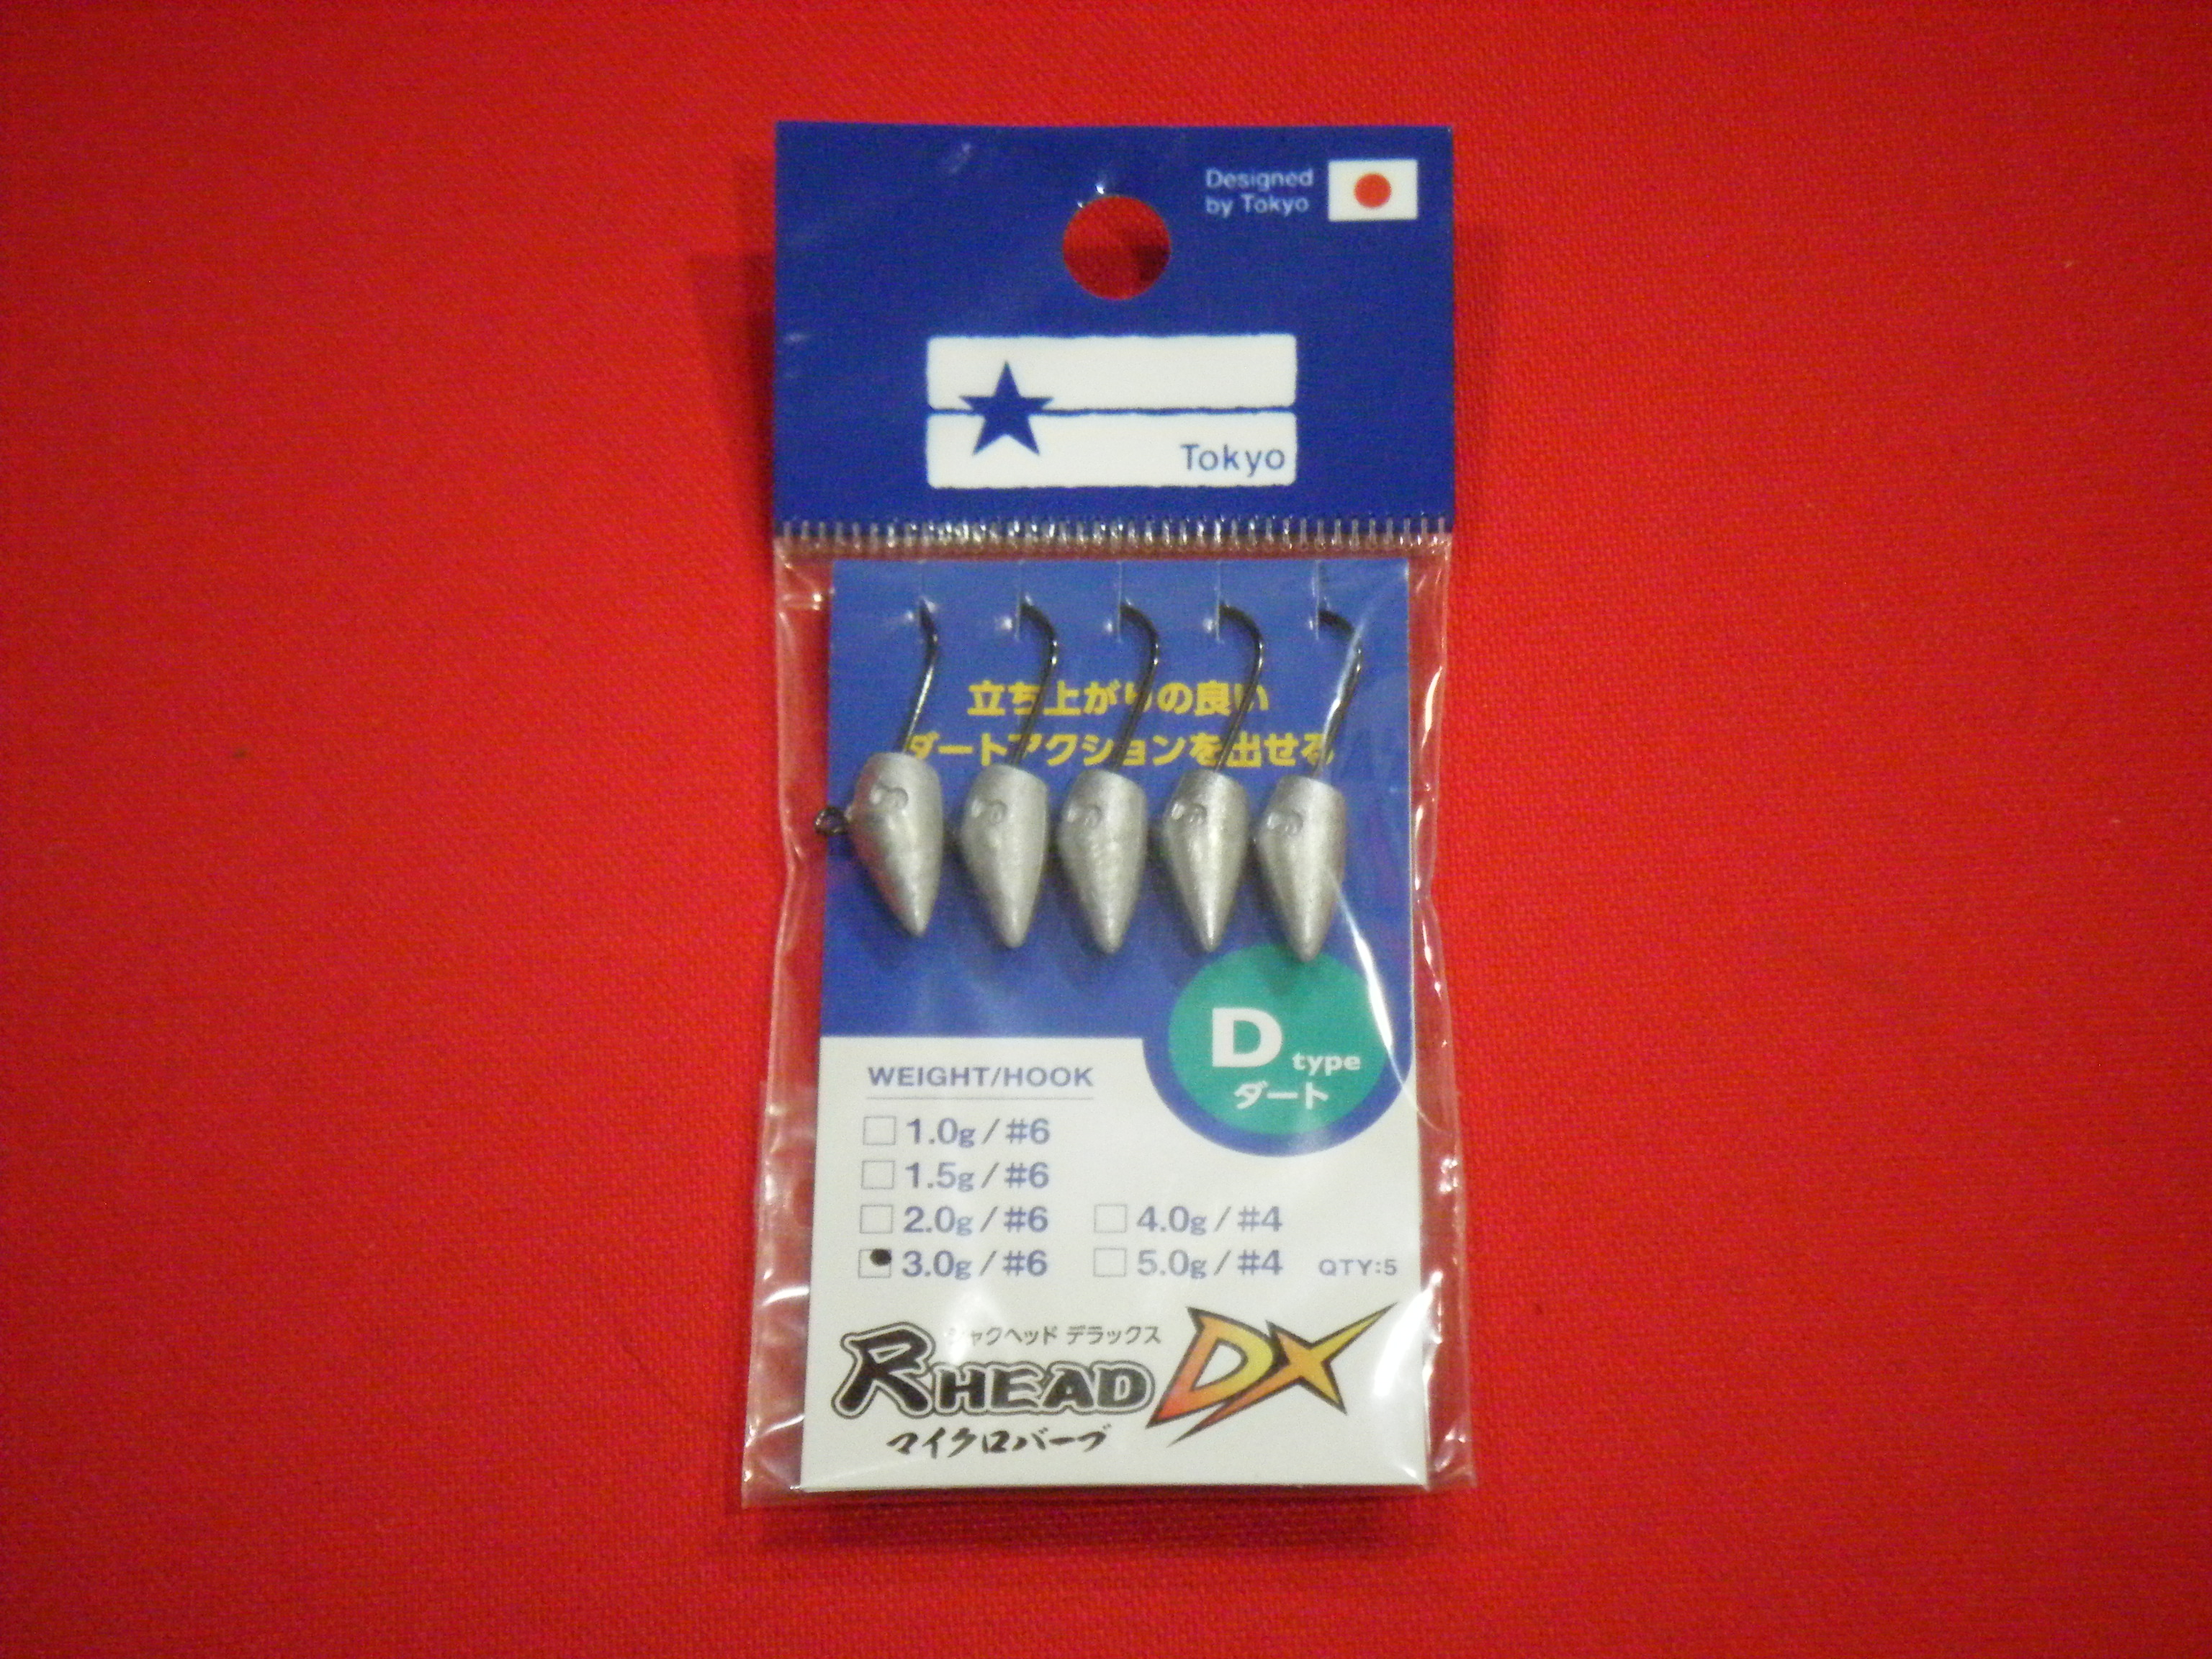 Designed
by Tokyo
Tokyo
立ち上がりの良い
ダートアクションを出せる
D type
ダート
WEIGHT/HOOK
1.0g/#6
1.5g/#6
2.0g/#6 4.0g/#4
3.0g/#6 5.0g/#4 QTY:5
ジャクヘッド デラックス
R HEAD DX
マイクロバーブ